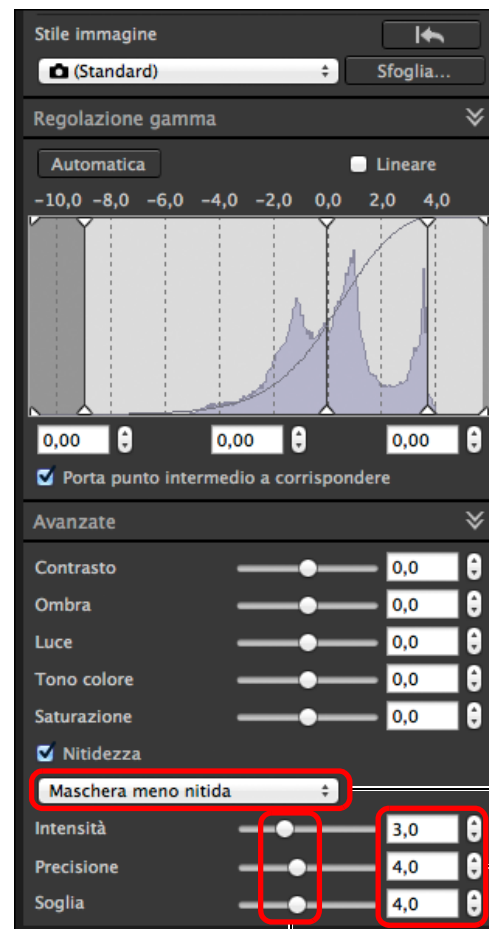 Stile immagine
(Standard) Sfoglia...
Regolazione gamma
Automatica Lineare
-10,0 -8,0 -6,0 -4,0 -2,0 0,0 2,0 4,0
0,00 0,00 0,00
Porta punto intermedio a corrispondere
Avanzate
Contrasto 0,0
Ombra 0,0
Luce 0,0
Tono colore 0,0
Saturazione 0,0
Nitidezza
Maschera meno nitida
Intensità 3,0
Precisione 4,0
Soglia 4,0